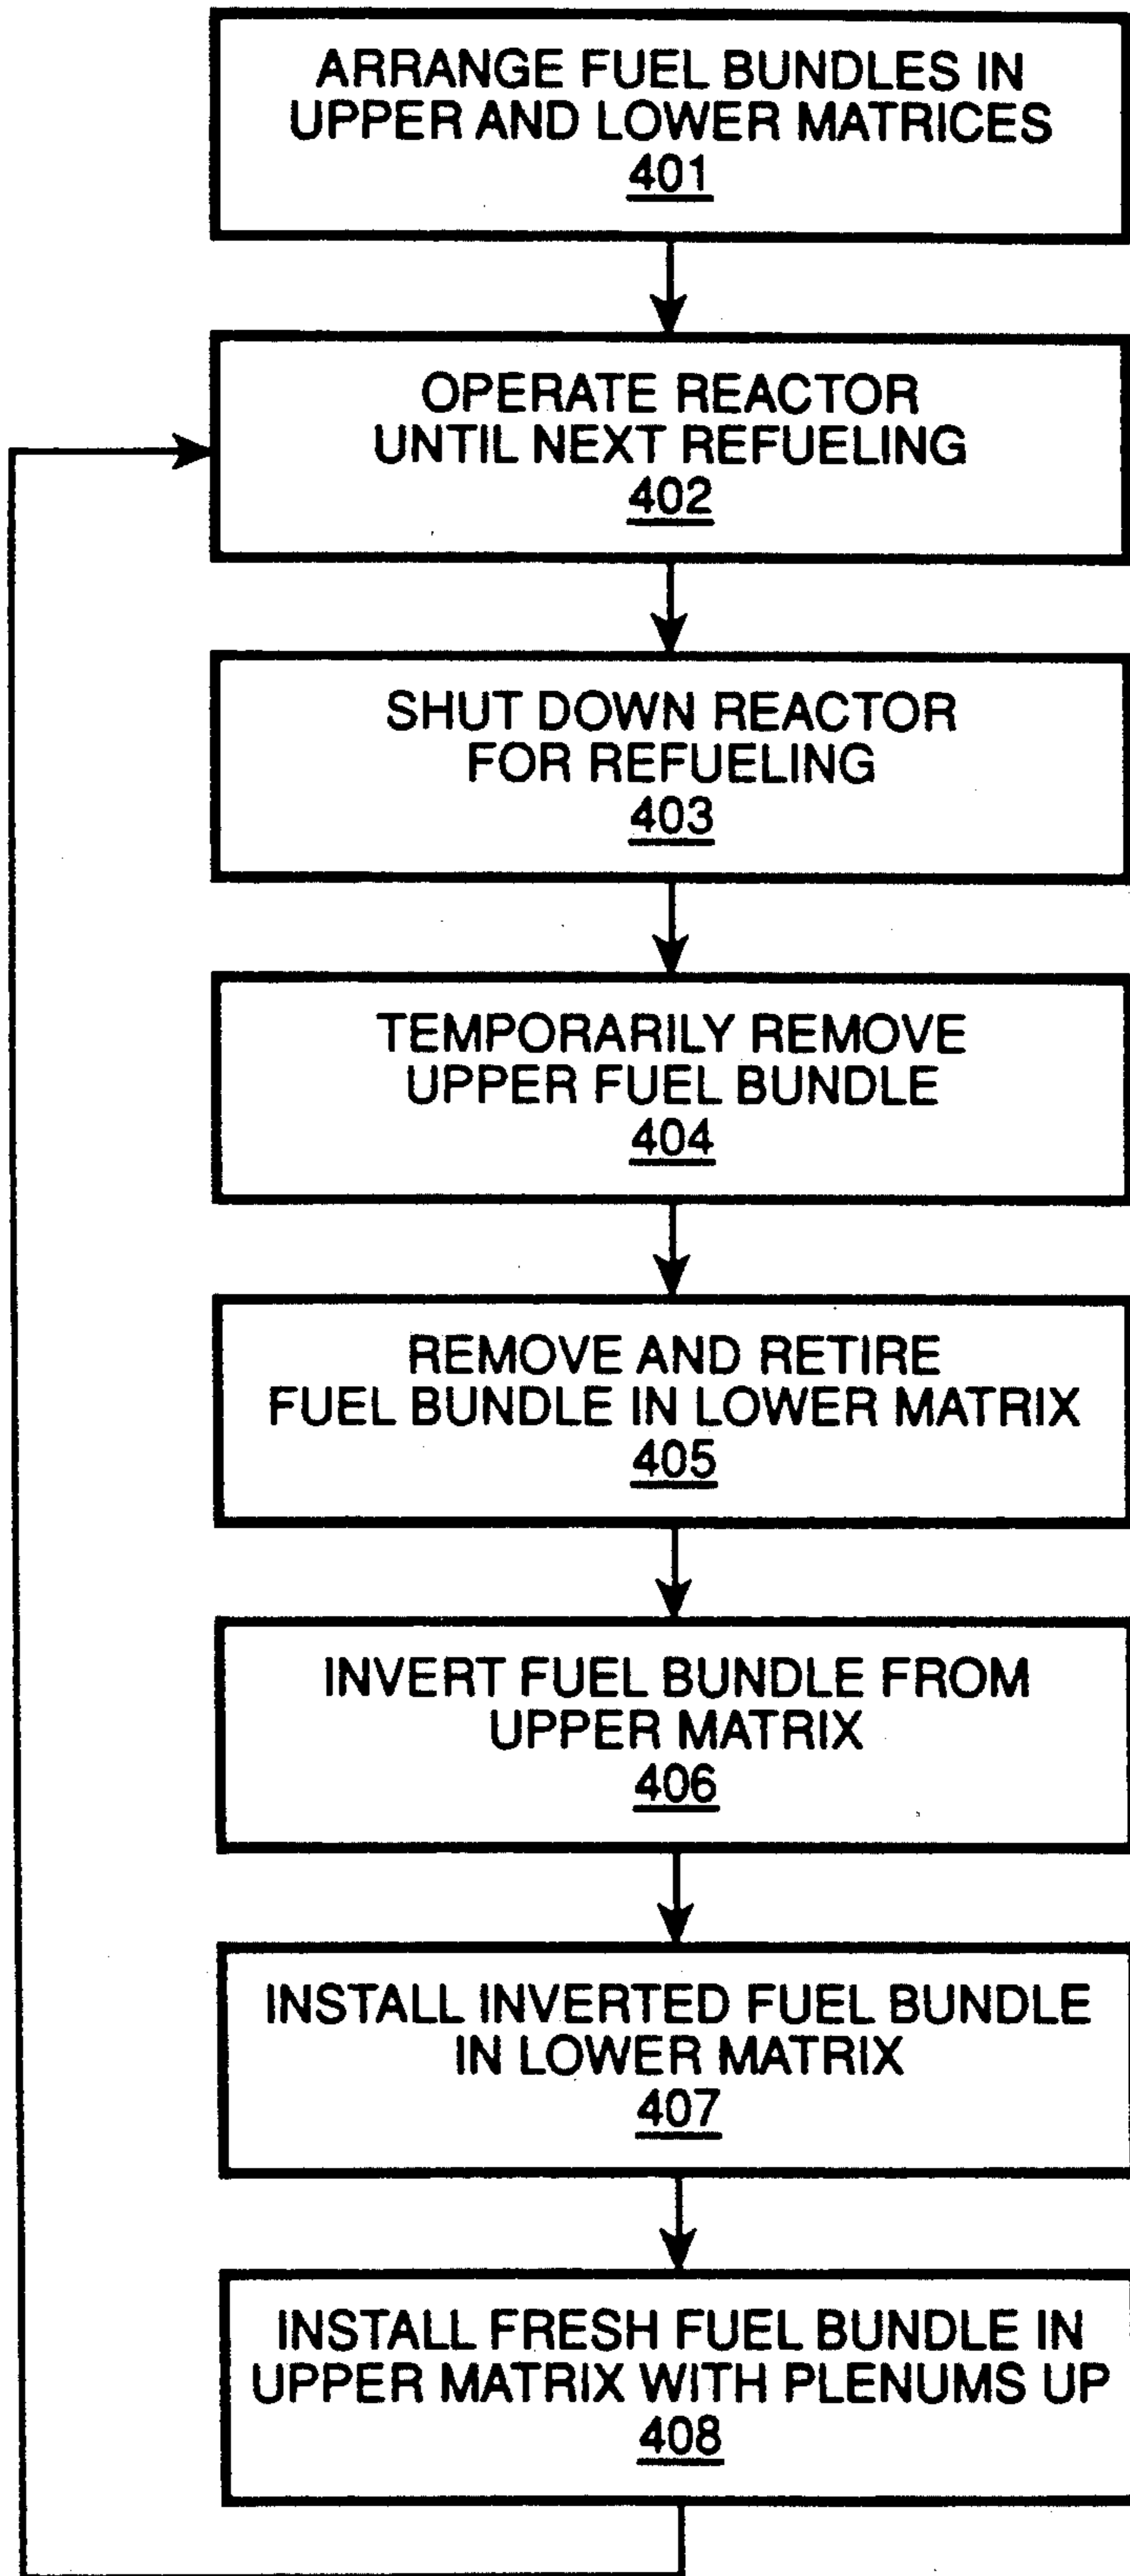 ARRANGE FUEL BUNDLES IN
UPPER AND LOWER MATRICES
401
OPERATE REACTOR
UNTIL NEXT REFUELING
402
SHUT DOWN REACTOR
FOR REFUELING
403
TEMPORARILY REMOVE
UPPER FUEL BUNDLE
404
REMOVE AND RETIRE
FUEL BUNDLE IN LOWER MATRIX
405
INVERT FUEL BUNDLE FROM
UPPER MATRIX
406
INSTALL INVERTED FUEL BUNDLE
IN LOWER MATRIX
407
INSTALL FRESH FUEL BUNDLE IN
UPPER MATRIX WITH PLENUMS UP
408